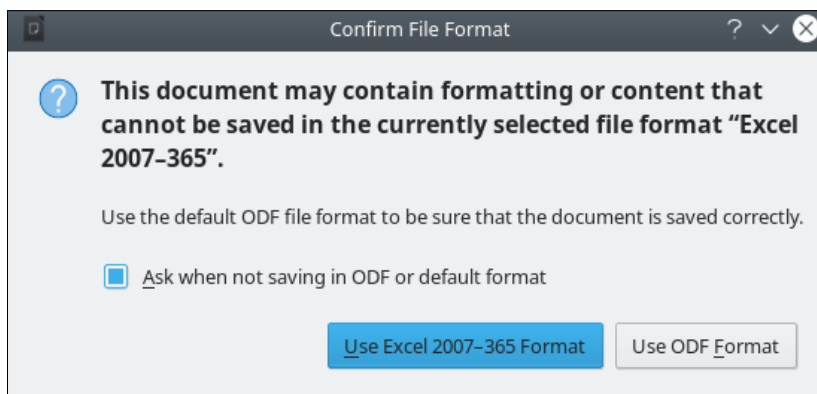 Confirm File Format
This document may contain formatting or content that
cannot be saved in the currently selected file format “Excel
2007–365”.
Use the default ODF file format to be sure that the document is saved correctly.
Ask when not saving in ODF or default format
Use Excel 2007–365 Format
Use ODF Format